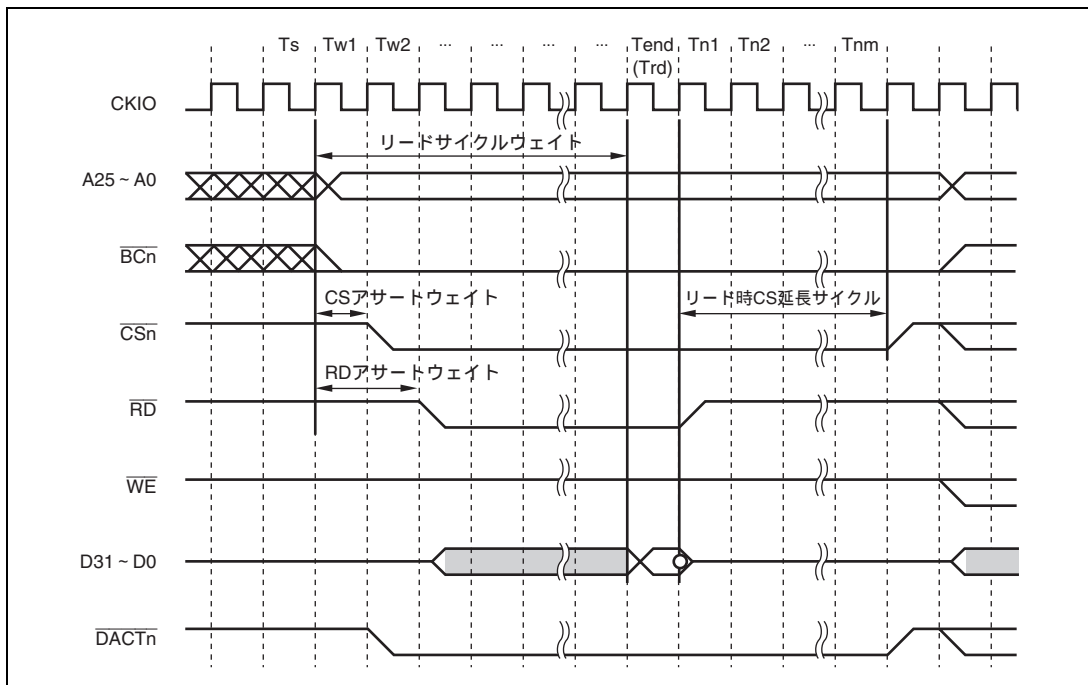 Ts Tw1 Tw2 ... ... ... ... Tend Tn1 Tn2 ... Tnm
(Trd)
CKIO
リードサイクルウェイト
A25 ~ A0
BCn
CSアサートウェイト
リード時CS延長サイクル
CSn
RDアサートウェイト
RD
WE
D31 ~ D0
DACTn